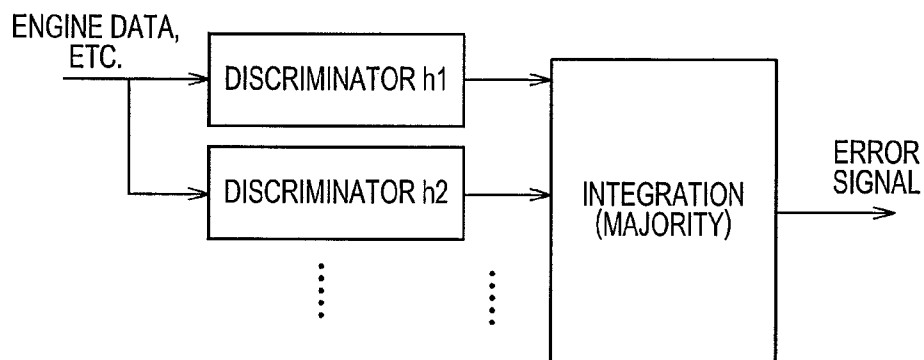 ENGINE DATA,
ETC.
DISCRIMINATOR h1
DISCRIMINATOR h2
INTEGRATION
(MAJORITY)
ERROR
SIGNAL